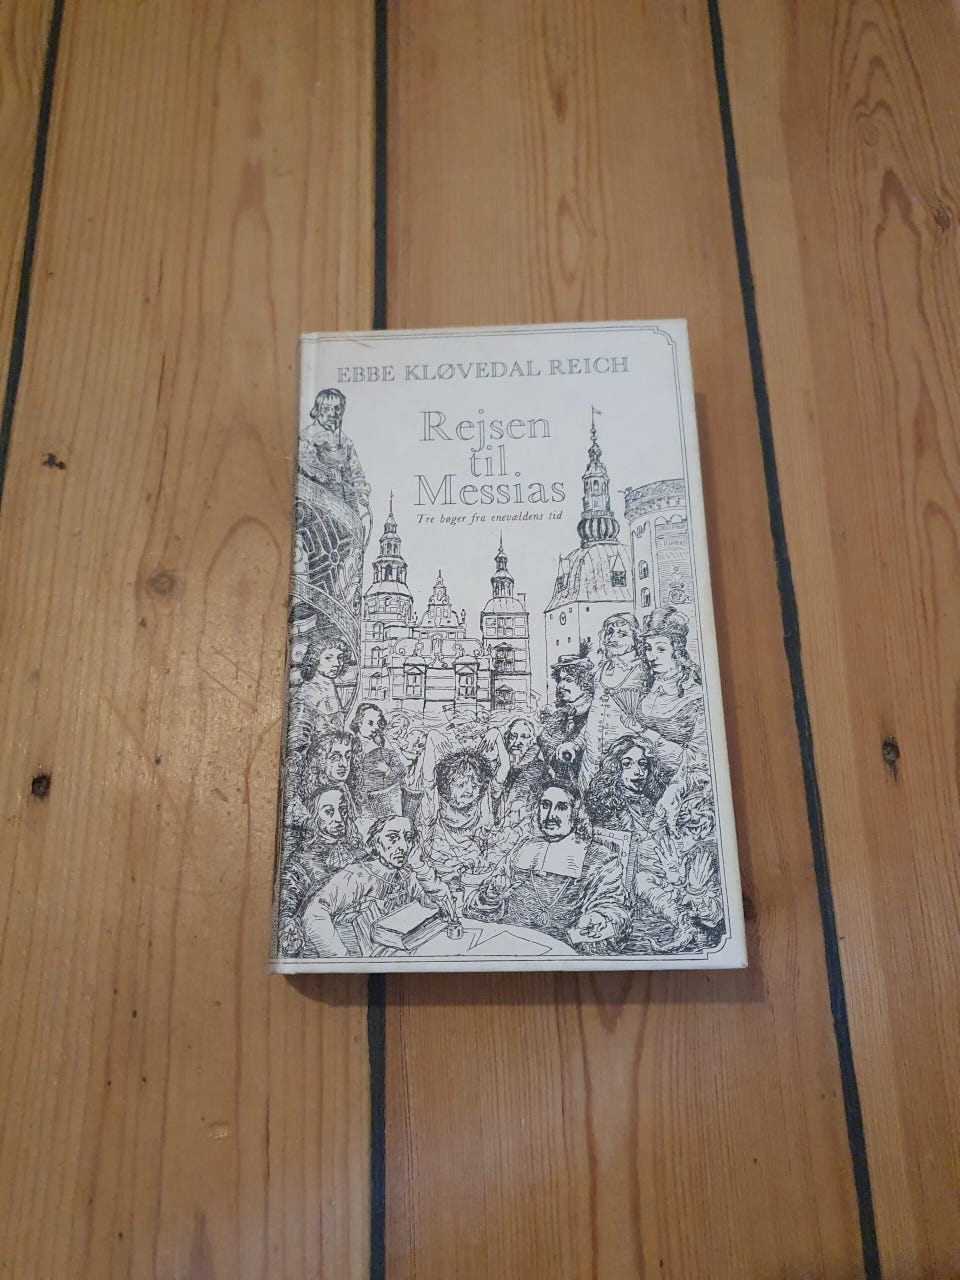 EBBE KLØVEDAL REICH
Rejsen
til
Messias
Tre bøger fra enevældens tid